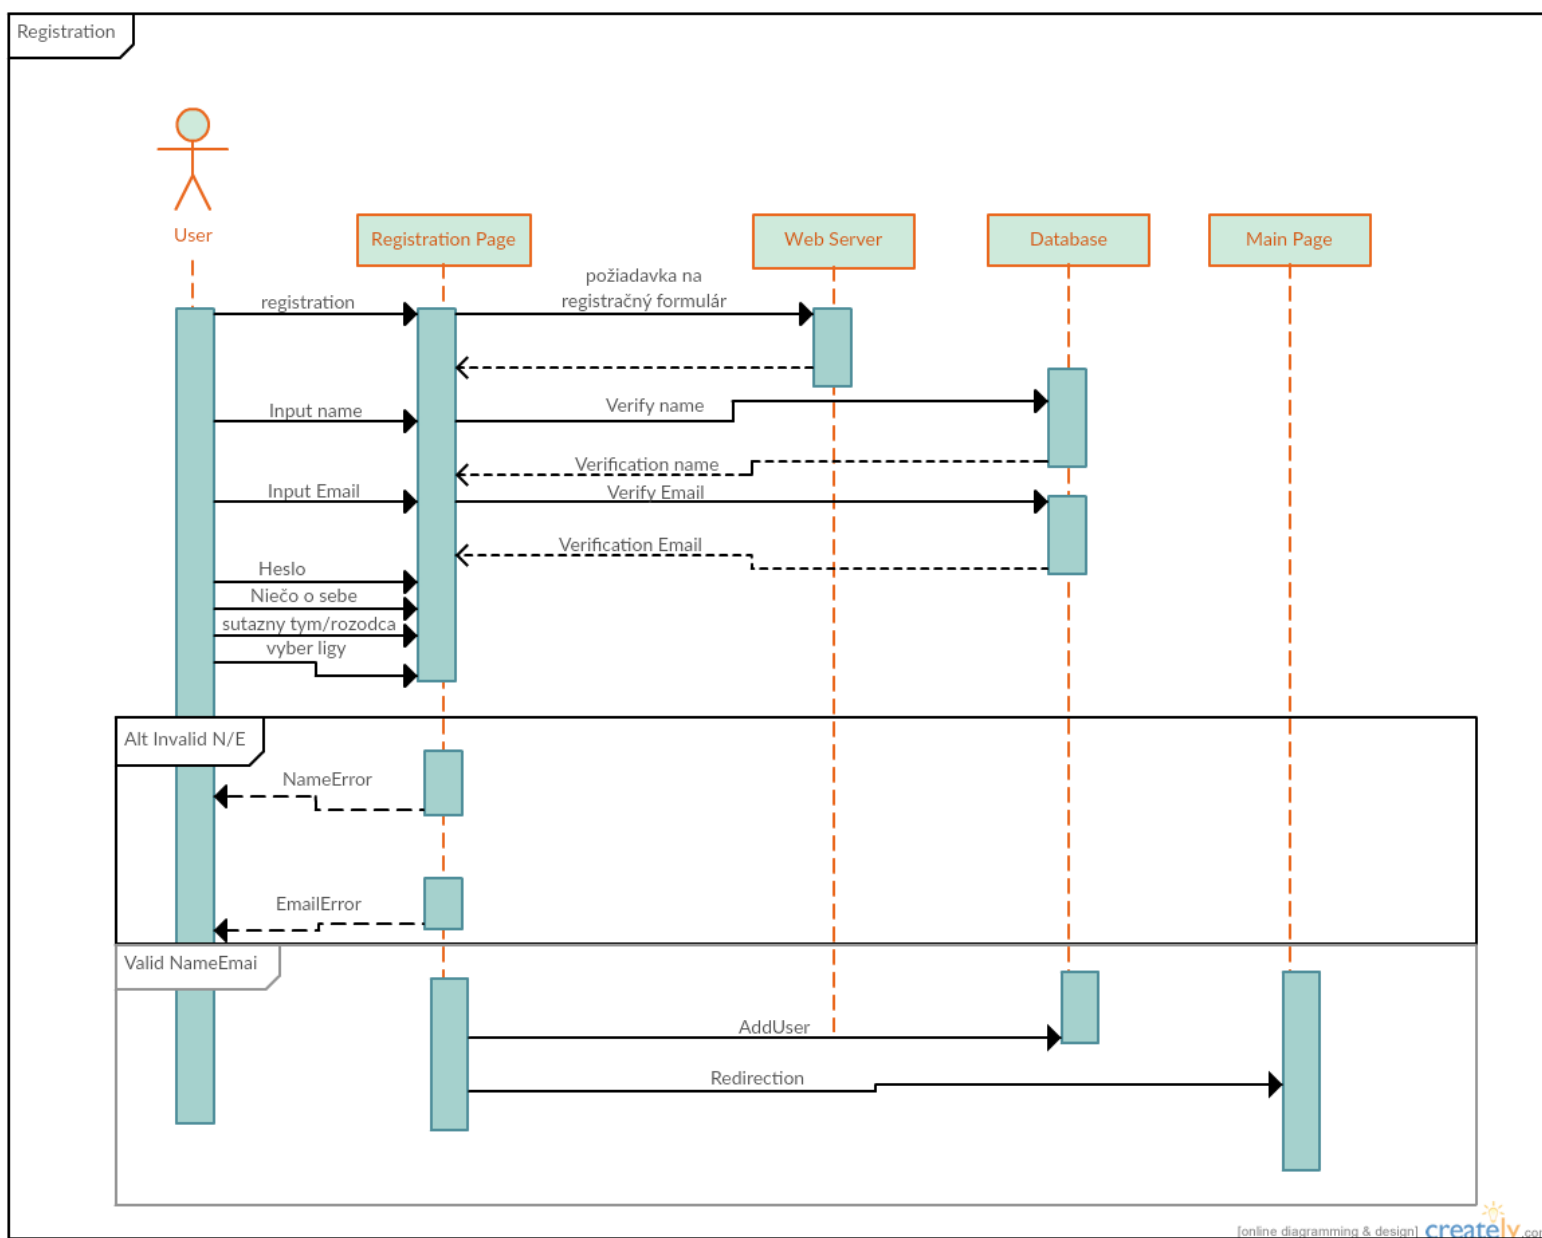 Registration
User
Registration Page
Web Server
Database
Main Page
registration
požiadavka na
registračný formulár
Input name
Verify name
Verification name
Input Email
Verify Email
Verification Email
Heslo
Niečo o sebe
sutazny tym/rozodca
vyber ligy
Alt Invalid N/E
NameError
EmailError
Valid NameEmai
AddUser
Redirection
[online diagramming & design] creately.com